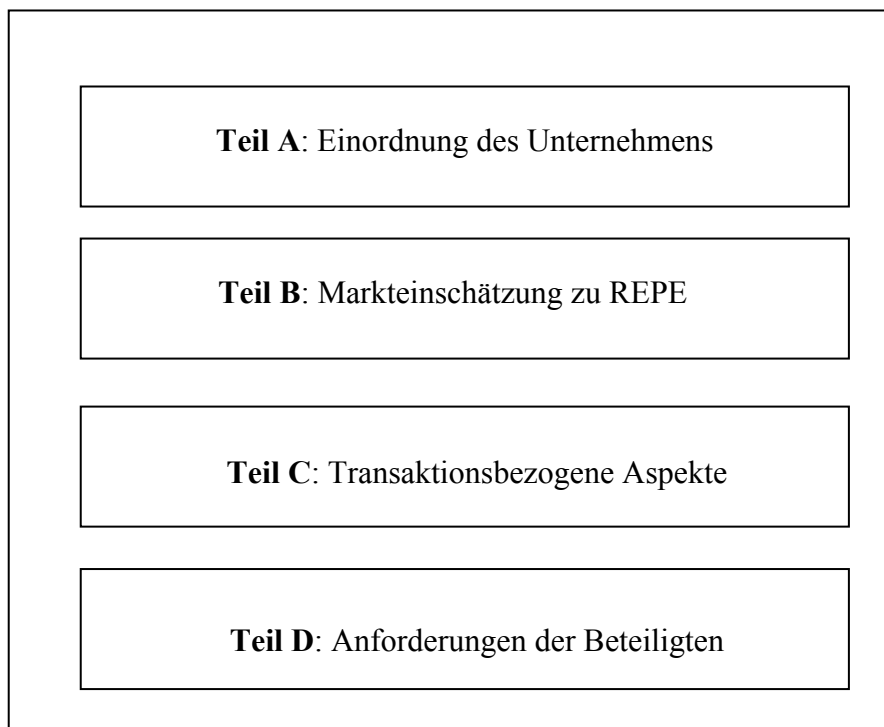 Teil A: Einordnung des Unternehmens
Teil B: Markteinschätzung zu REPE
Teil C: Transaktionsbezogene Aspekte
Teil D: Anforderungen der Beteiligten